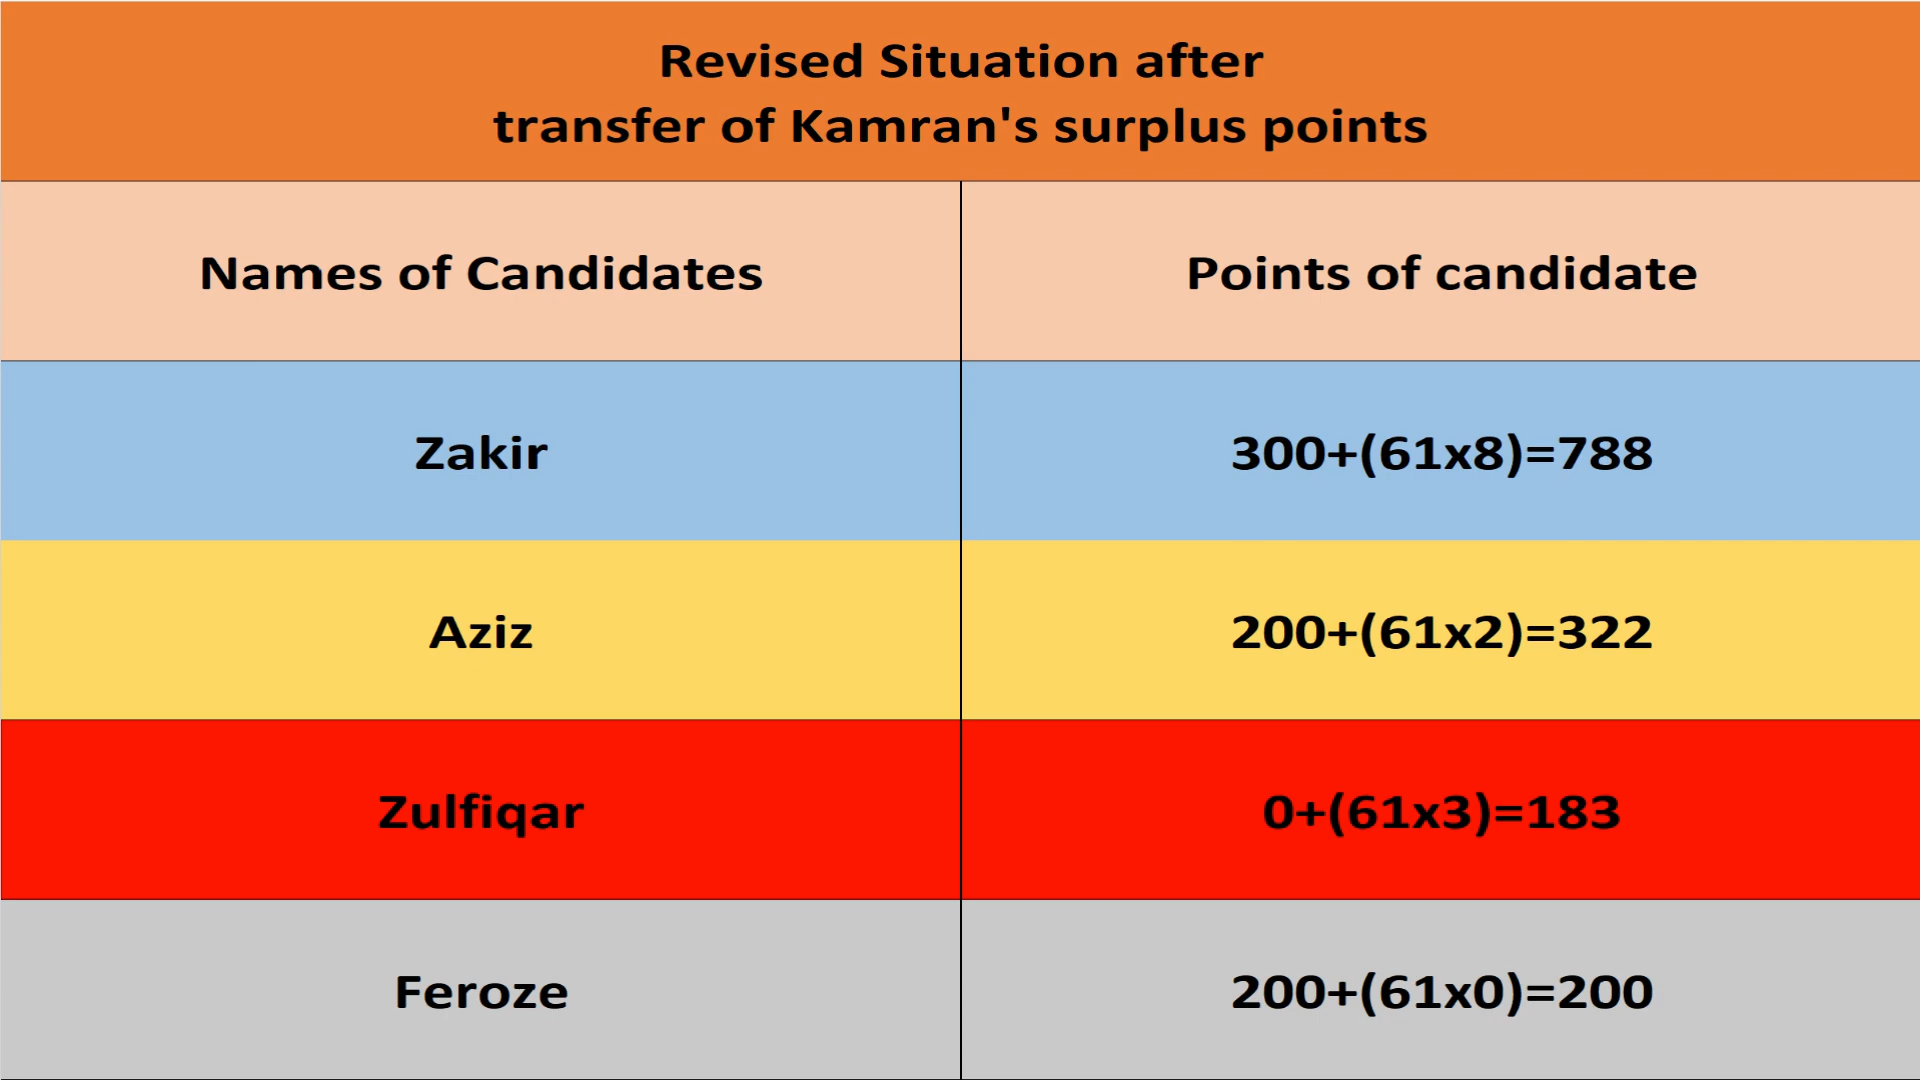 Revised Situation after
transfer of Kamran's surplus points
Names of Candidates
Points of candidate
Zakir
300+(61x8)=788
Aziz
200+(61x2)=322
Zulfiqar
0+(61x3)=183
Feroze
200+(61x0)=200